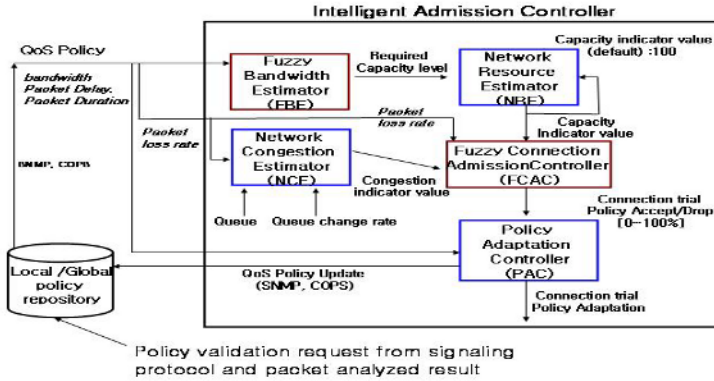 Intelligent Admission Controller
QoS Policy
bandwidth
Packet Delay,
Packet Duration
SNMP, COPS
Fuzzy
Bandwidth
Estimator
(FBE)
Required
Capacity level
Network
Resource
Estimator
(NRE)
Capacity indicator value
(default) :100
Packet
loss rate
Packet
loss rate
Capacity
Indicator value
Network
Congestion
Estimator
(NCE)
Congestion
indicator value
Fuzzy Connection
AdmissionController
(FCAC)
Queue
Queue change rate
Connection trial
Policy Accept/Drop
[0~100%]
Policy
Adaptation
Controller
(PAC)
QoS Policy Update
(SNMP, COPS)
Local /Global
policy
repository
Connection trial
Policy Adaptation
Policy validation request from signaling
protocol and packet analyzed result